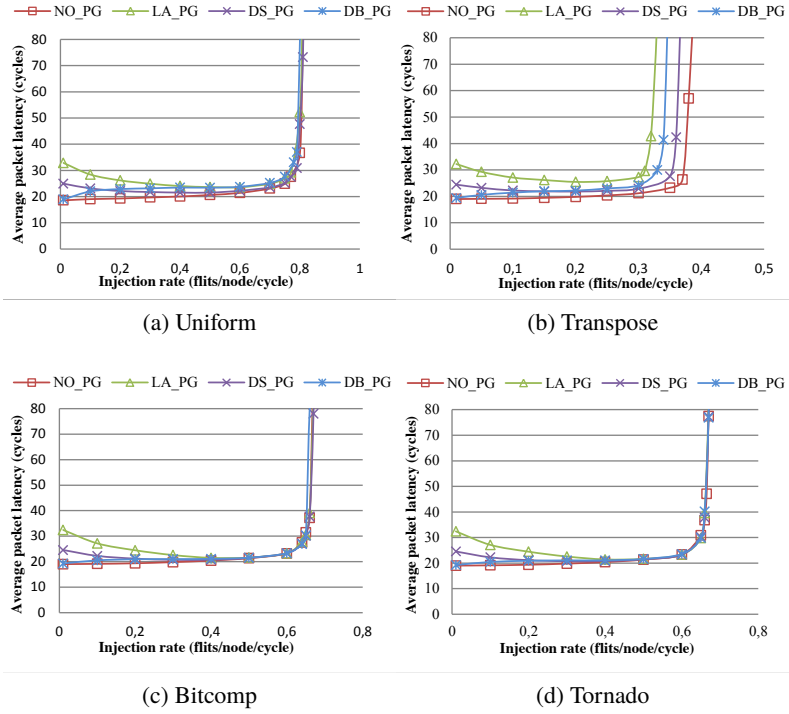 NO_PG LA_PG DS_PG DB_PG
Average packet latency (cycles)
80
70
60
50
40
30
20
10
0
0 0,2 0,4 0,6 0,8 1
Injection rate (flits/node/cycle)
(a) Uniform
NO_PG LA_PG DS_PG DB_PG
Average packet latency (cycles)
80
70
60
50
40
30
20
10
0
0 0,1 0,2 0,3 0,4 0,5
Injection rate (flits/node/cycle)
(b) Transpose
NO_PG LA_PG DS_PG DB_PG
Average packet latency (cycles)
80
70
60
50
40
30
20
10
0
0 0,2 0,4 0,6 0,8
Injection rate (flits/node/cycle)
(c) Bitcomp
NO_PG LA_PG DS_PG DB_PG
Average packet latency (cycles)
80
70
60
50
40
30
20
10
0
0 0,2 0,4 0,6 0,8
Injection rate (flits/node/cycle)
(d) Tornado